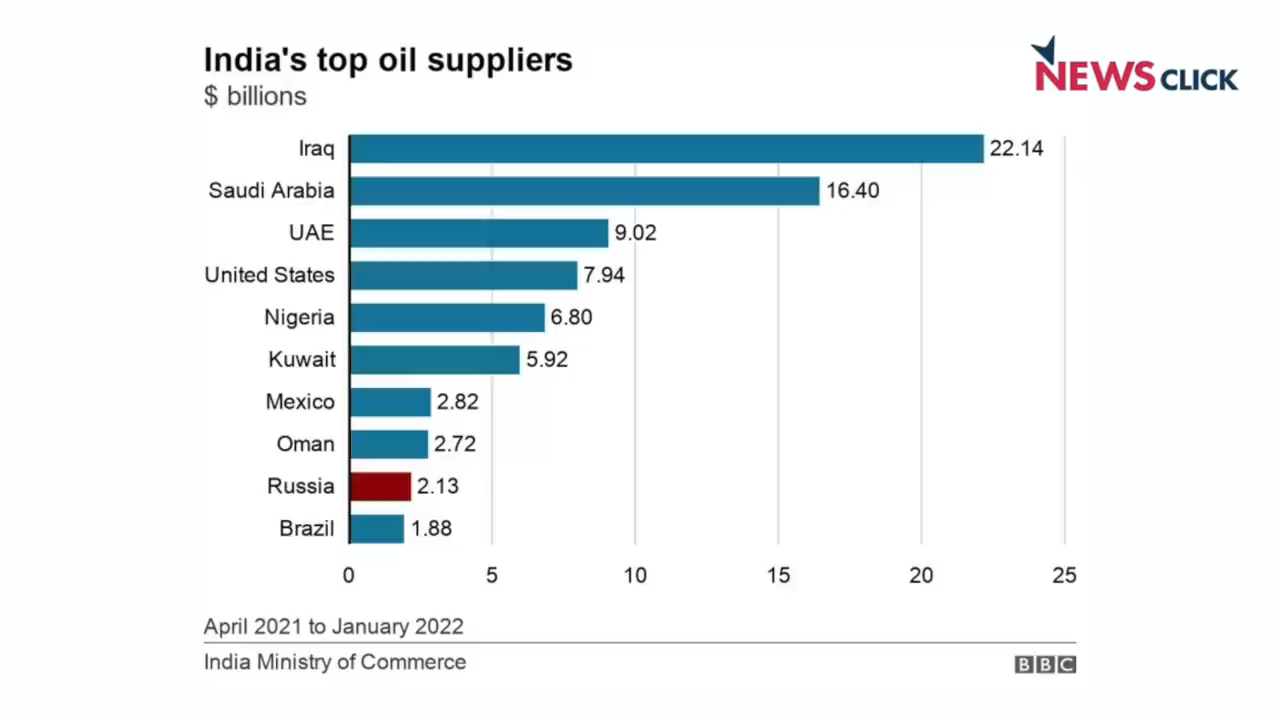 India's top oil suppliers
$ billions
NEWS CLICK
Iraq 22.14
Saudi Arabia 16.40
UAE 9.02
United States 7.94
Nigeria 6.80
Kuwait 5.92
Mexico 2.82
Oman 2.72
Russia 2.13
Brazil 1.88
0 5 10 15 20 25
April 2021 to January 2022
India Ministry of Commerce
BBC